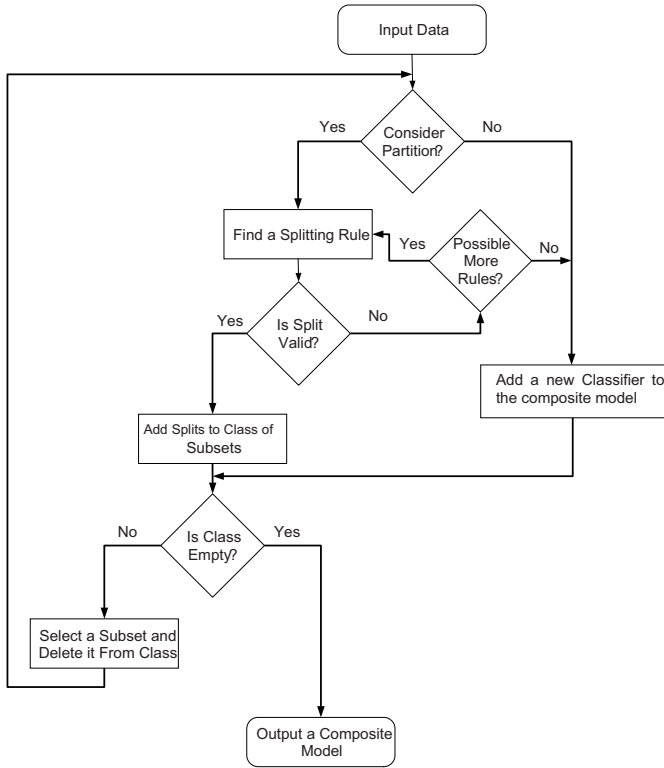 Input Data
Consider
Partition?
Yes
No
Find a Splitting Rule
Yes
Possible
More
Rules?
No
Is Split
Valid?
Yes
No
Add a new Classifier to
the composite model
Add Splits to Class of
Subsets
Is Class
Empty?
No
Yes
Select a Subset and
Delete it From Class
Output a Composite
Model